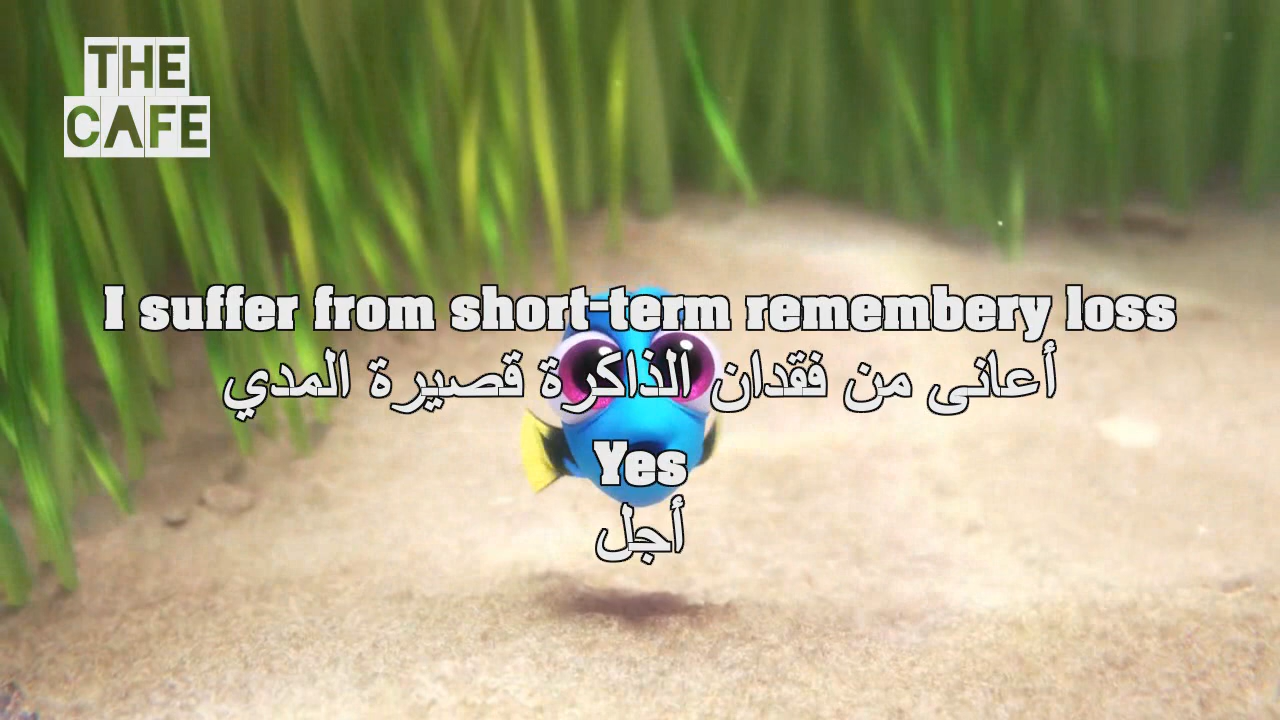 THE
CAFE
I suffer from short-term remembery loss
أعانى من فقدان الذاكرة قصيرة المدي
Yes
أجل